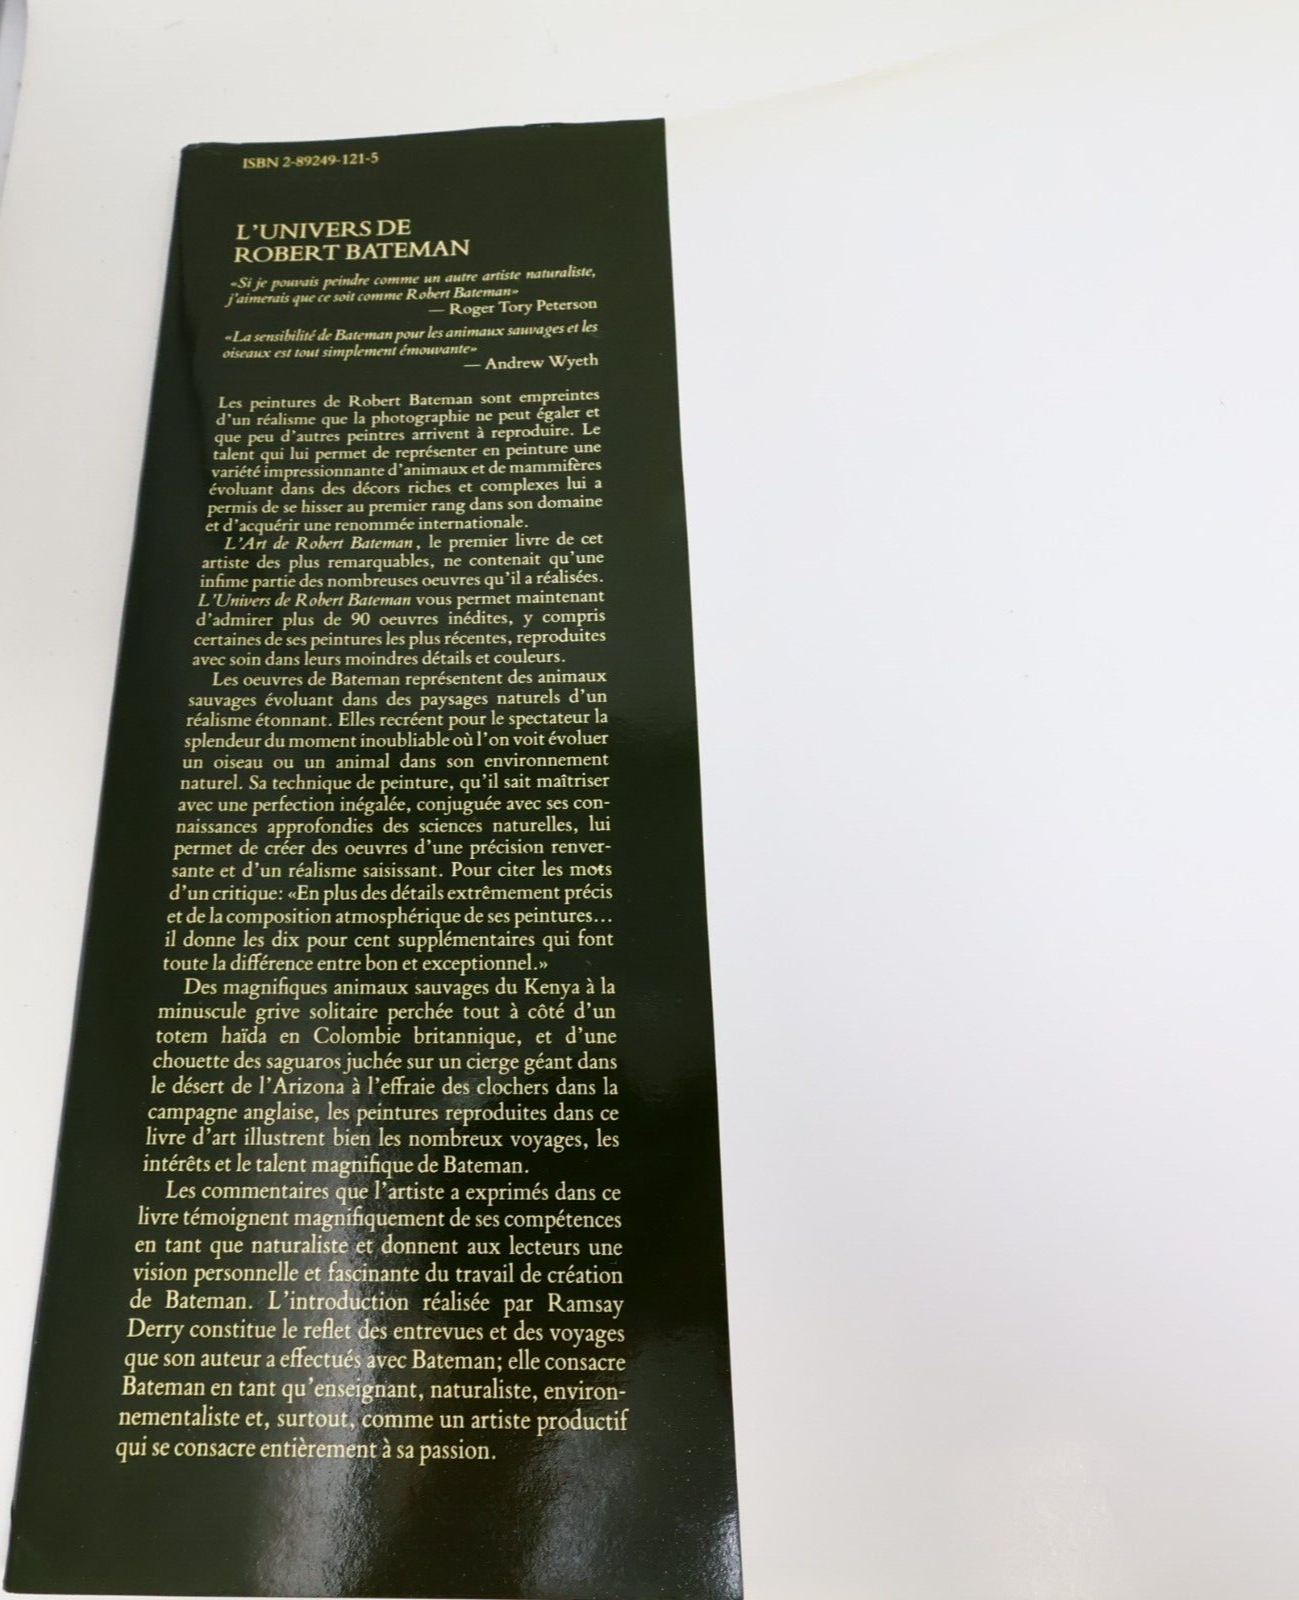 ISBN 2-89249-121-5
L'UNIVERS DE
ROBERT BATEMAN
«Si je pouvais peindre comme un autre artiste naturaliste,
j'aimerais que ce soit comme Robert Bateman»
— Roger Tory Peterson
«La sensibilité de Bateman pour les animaux sauvages et les
oiseaux est tout simplement émouvante»
— Andrew Wyeth
Les peintures de Robert Bateman sont empreintes
d'un réalisme que la photographie ne peut égaler et
que peu d'autres peintres arrivent à reproduire. Le
talent qui lui permet de représenter en peinture une
variété impressionnante d'animaux et de mammifères
évoluant dans des décors riches et complexes lui a
permis de se hisser au premier rang dans son domaine
et d'acquérir une renommée internationale.
L'Art de Robert Bateman, le premier livre de cet
artiste des plus remarquables, ne contenait qu'une
infime partie des nombreuses oeuvres qu'il a réalisées.
L'Univers de Robert Bateman vous permet maintenant
d'admirer plus de 90 oeuvres inédites, y compris
certaines de ses peintures les plus récentes, reproduites
avec soin dans leurs moindres détails et couleurs.
Les oeuvres de Bateman représentent des animaux
sauvages évoluant dans des paysages naturels d'un
réalisme étonnant. Elles recréent pour le spectateur la
splendeur du moment inoubliable où l'on voit évoluer
un oiseau ou un animal dans son environnement
naturel. Sa technique de peinture, qu'il sait maîtriser
avec une perfection inégalée, conjuguée avec ses con-
naissances approfondies des sciences naturelles, lui
permet de créer des oeuvres d'une précision renver-
sante et d'un réalisme saisissant. Pour citer les mots
d'un critique: «En plus des détails extrêmement précis
et de la composition atmosphérique de ses peintures...
il donne les dix pour cent supplémentaires qui font
toute la différence entre bon et exceptionnel.»
Des magnifiques animaux sauvages du Kenya à la
minuscule grive solitaire perchée tout à côté d'un
totem haïda en Colombie britannique, et d'une
chouette des saguaros juchée sur un cierge géant dans
le désert de l'Arizona à l'effraie des clochers dans la
campagne anglaise, les peintures reproduites dans ce
livre d'art illustrent bien les nombreux voyages, les
intérêts et le talent magnifique de Bateman.
Les commentaires que l'artiste a exprimés dans ce
livre témoignent magnifiquement de ses compétences
en tant que naturaliste et donnent aux lecteurs une
vision personnelle et fascinante du travail de création
de Bateman. L'introduction réalisée par Ramsay
Derry constitue le reflet des entrevues et des voyages
que son auteur a effectués avec Bateman; elle consacre
Bateman en tant qu'enseignant, naturaliste, environ-
nementaliste et, surtout, comme un artiste productif
qui se consacre entièrement à sa passion.